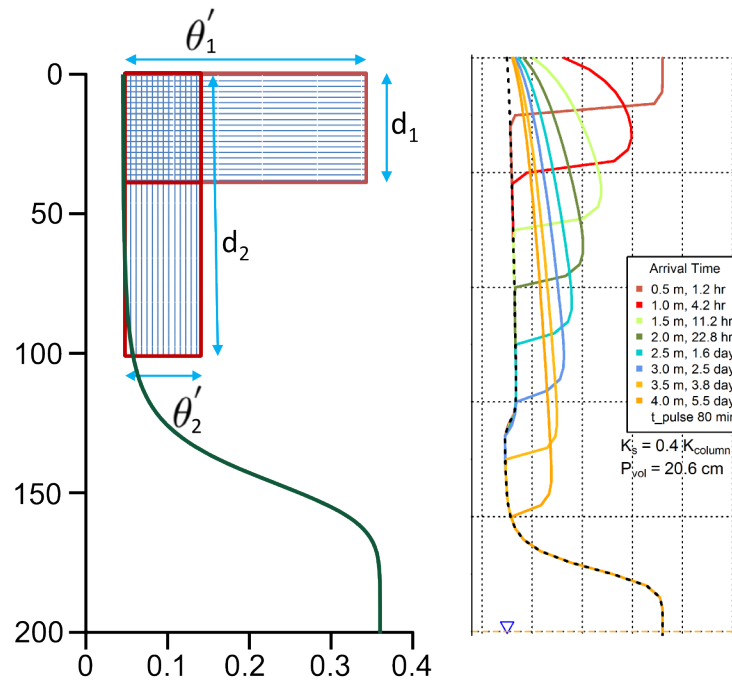 θ′₁
0
50
100
150
200
d₁
d₂
θ′₂
0
0.1
0.2
0.3
0.4
Arrival Time
0.5 m, 1.2 hr
1.0 m, 4.2 hr
1.5 m, 11.2 hr
2.0 m, 22.8 hr
2.5 m, 1.6 day
3.0 m, 2.5 day
3.5 m, 3.8 day
4.0 m, 5.5 day
t_pulse 80 min
Kₛ = 0.4 K_column
P_vol = 20.6 cm